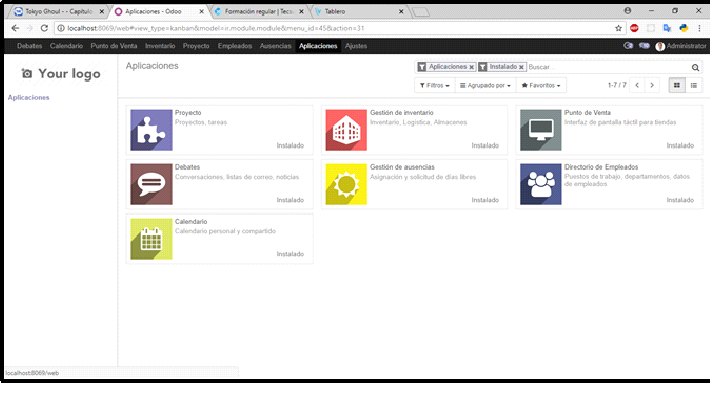 Tokyo Ghoul - - Capítulo
Aplicaciones - Odoo
Formación regular | Tecno
Tablero
localhost:8069/web#view_type=kanban&model=ir.module.module&menu_id=45&action=31
Debates Calendario Punto de Venta Inventario Proyecto Empleados Ausencias Aplicaciones Ajustes
Administrador
Your logo
Aplicaciones
Aplicaciones
Aplicaciones x Instalado x Buscar...
Filtros Agrupado por Favoritos
1-7 / 7
Proyecto
Proyectos, tareas
Instalado
Gestión de inventario
Inventario, Logística, Almacenes
Instalado
Punto de Venta
Interfaz de pantalla táctil para tiendas
Instalado
Debates
Conversaciones, listas de correo, noticias
Instalado
Gestión de ausencias
Asignación y solicitud de días libres
Instalado
Directorio de Empleados
Puestos de trabajo, departamentos, datos
de empleados
Instalado
Calendario
Calendario personal y compartido
Instalado
localhost:8069/web